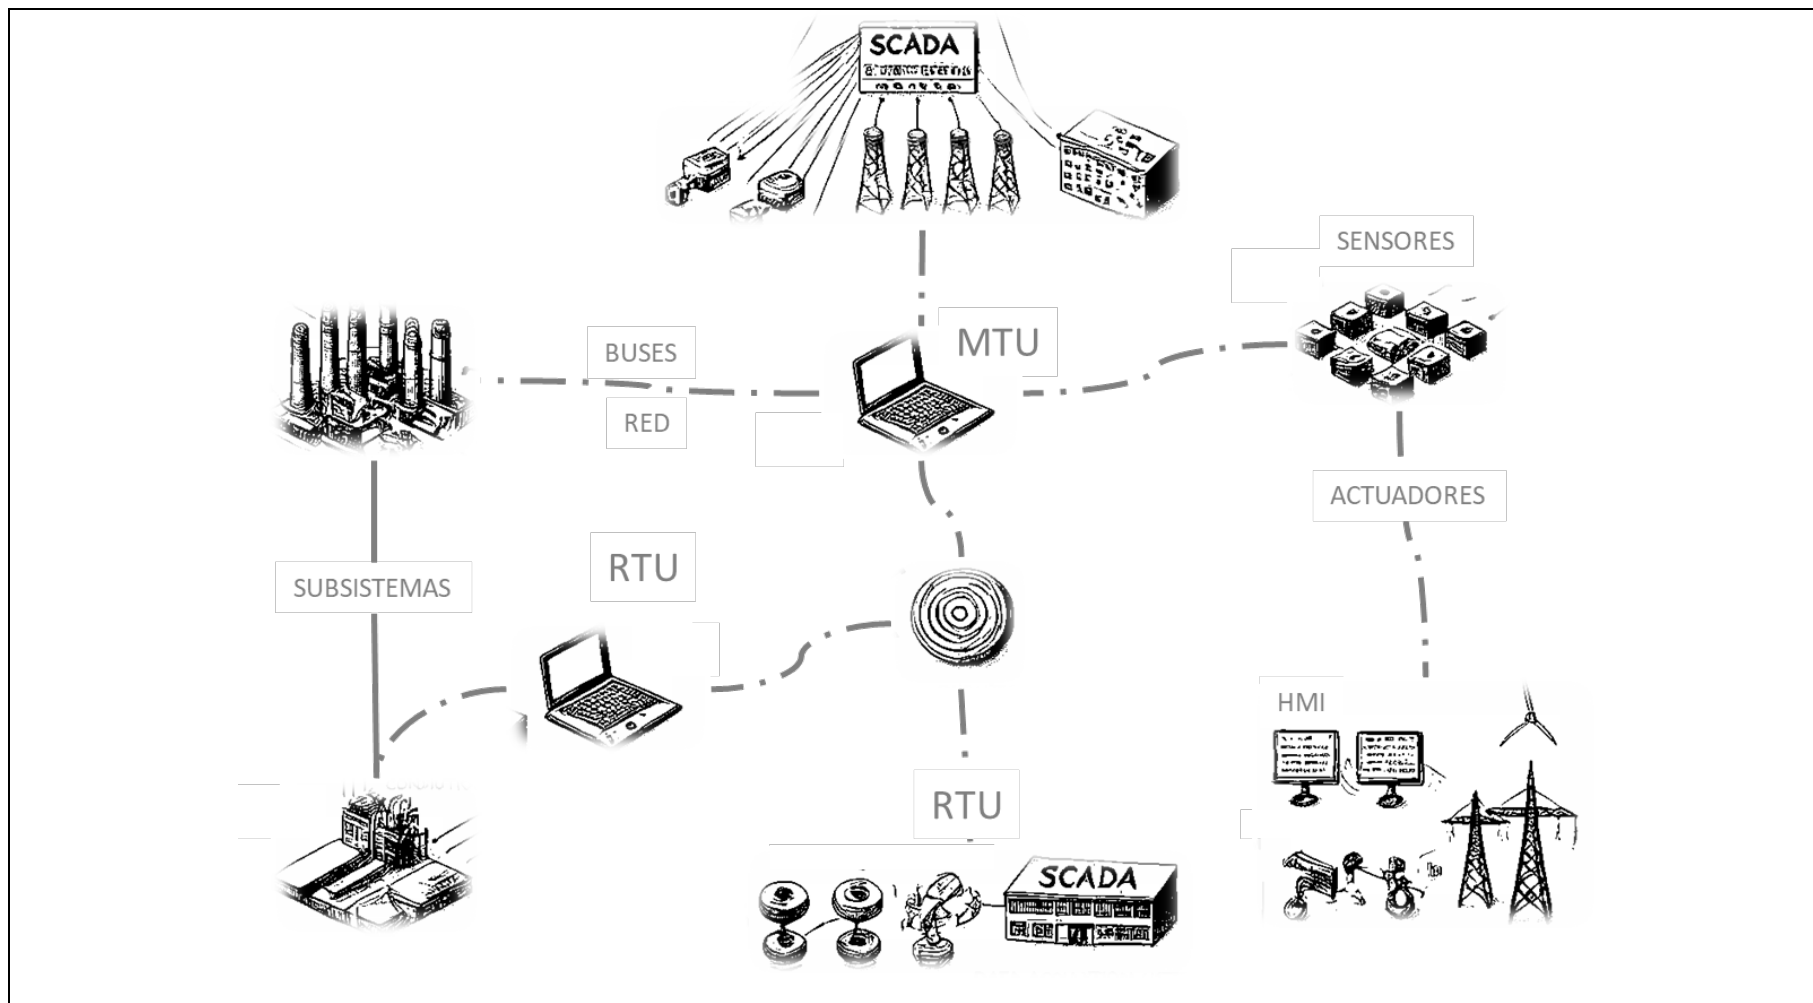 SCADA
SENSORES
MTU
BUSES
RED
ACTUADORES
RTU
SUBSISTEMAS
HMI
RTU
SCADA